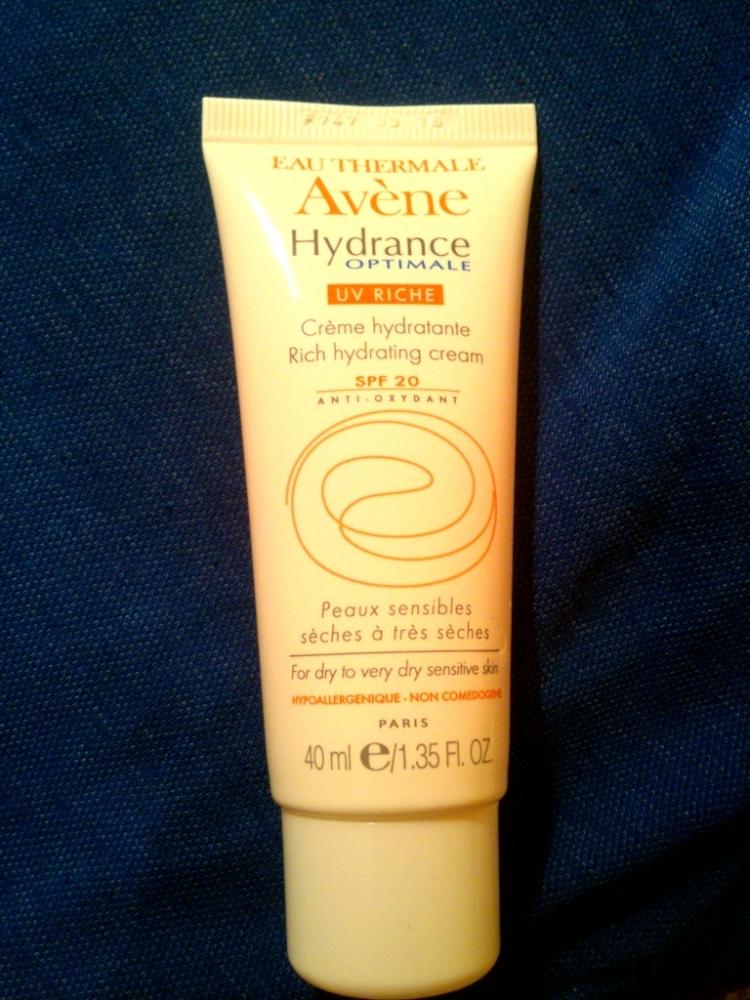 EAU THERMALE
Avène
Hydrance
OPTIMALE
UV RICHE
Crème hydratante
Rich hydrating cream
SPF 20
ANTI-OXYDANT
Peaux sensibles
sèches à très sèches
For dry to very dry sensitive skin
HYPOALLERGENIQUE - NON COMEDOGENE
PARIS
40 ml e/1.35 Fl. OZ.